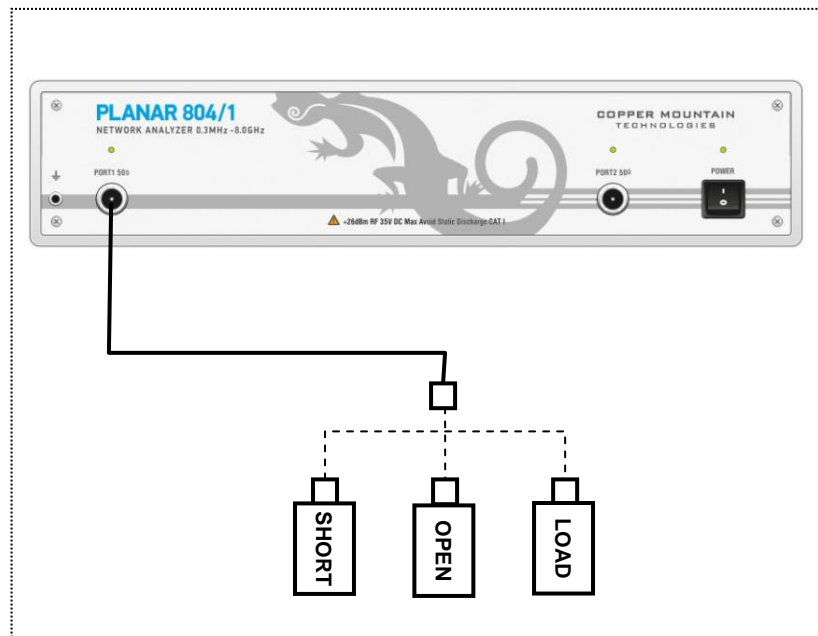 PLANAR 804/1
NETWORK ANALYZER 0.3MHz -8.0GHz
COPPER MOUNTAIN
TECHNOLOGIES
PORT1 50Ω
PORT2 50Ω
POWER
+26dBm RF 35V DC Max Avoid Static Discharge CAT I
SHORT
OPEN
LOAD